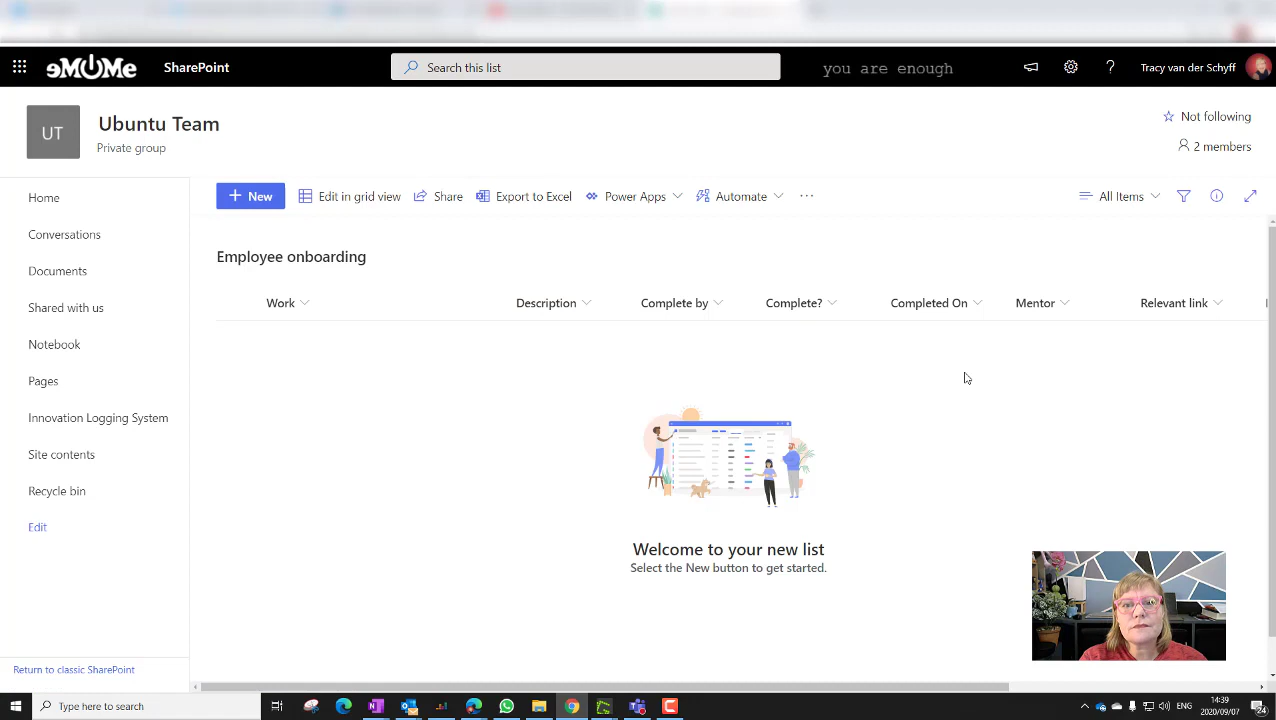 eMOMe SharePoint Search this list you are enough ? Tracy van der Schyff
UT Ubuntu Team Not following
Private group 2 members
Home New Edit in grid view Share Export to Excel Power Apps Automate ... All Items
Conversations
Employee onboarding
Documents
Work Description Complete by Complete? Completed On Mentor Relevant link
Shared with us
Notebook
Pages
Innovation Logging System
Site contents
Recycle bin
Edit
Welcome to your new list
Select the New button to get started.
Return to classic SharePoint
Type here to search ENG 14:39
2020/09/07 24